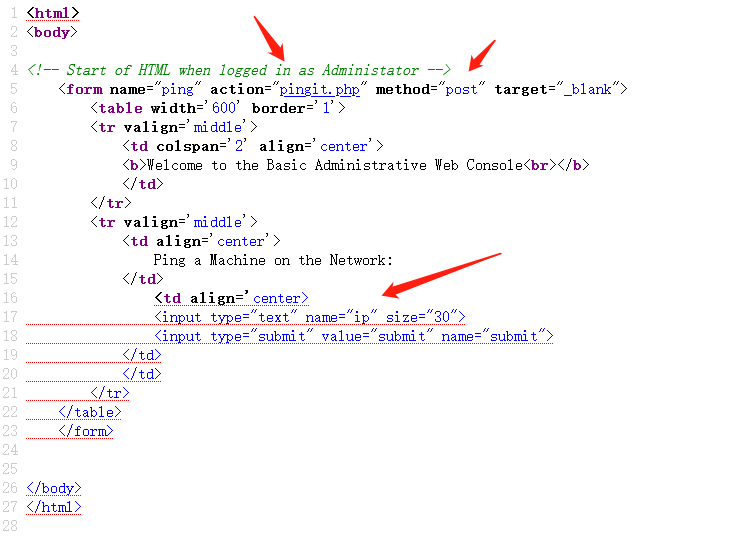 1 <html>
2 <body>
3
4 <!-- Start of HTML when logged in as Administator -->
5 <form name="ping" action="pingit.php" method="post" target="_blank">
6 <table width='600' border='1'>
7 <tr valign='middle'>
8 <td colspan='2' align='center'>
9 <b>Welcome to the Basic Administrative Web Console<br></b>
10 </td>
11 </tr>
12 <tr valign='middle'>
13 <td align='center'>
14 Ping a Machine on the Network:
15 </td>
16 <td align='center>
17 <input type="text" name="ip" size="30">
18 <input type="submit" value="submit" name="submit">
19 </td>
20 </td>
21 </tr>
22 </table>
23 </form>
24
25
26 </body>
27 </html>
28